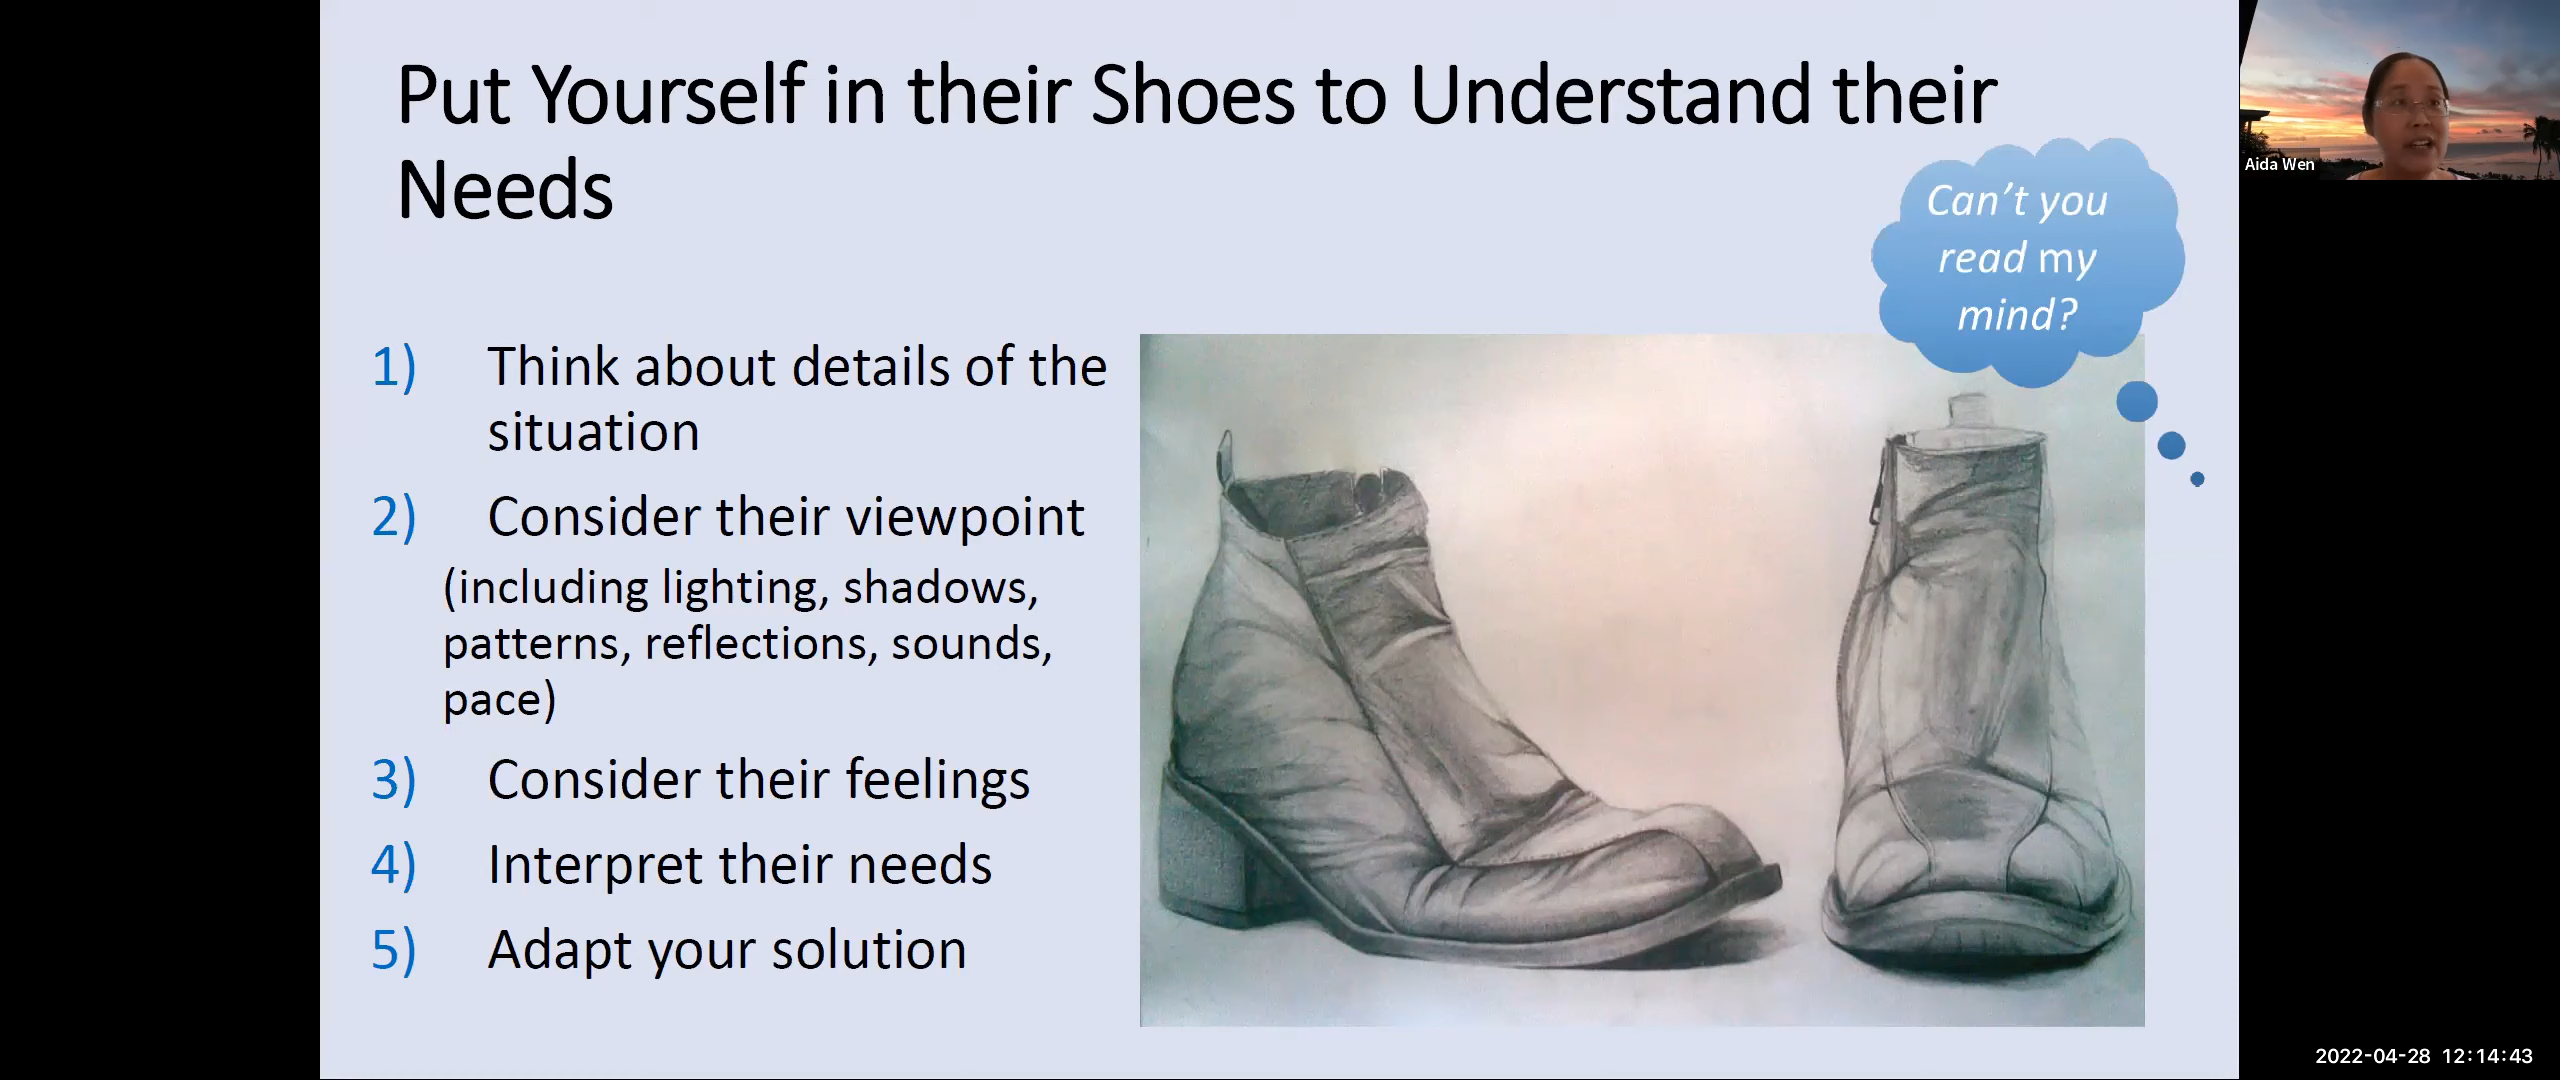 Put Yourself in their Shoes to Understand their
Needs
Can't you
read my
mind?
1) Think about details of the
situation
2) Consider their viewpoint
(including lighting, shadows,
patterns, reflections, sounds,
pace)
3) Consider their feelings
4) Interpret their needs
5) Adapt your solution
Aida Wen
2022-04-28 12:14:43